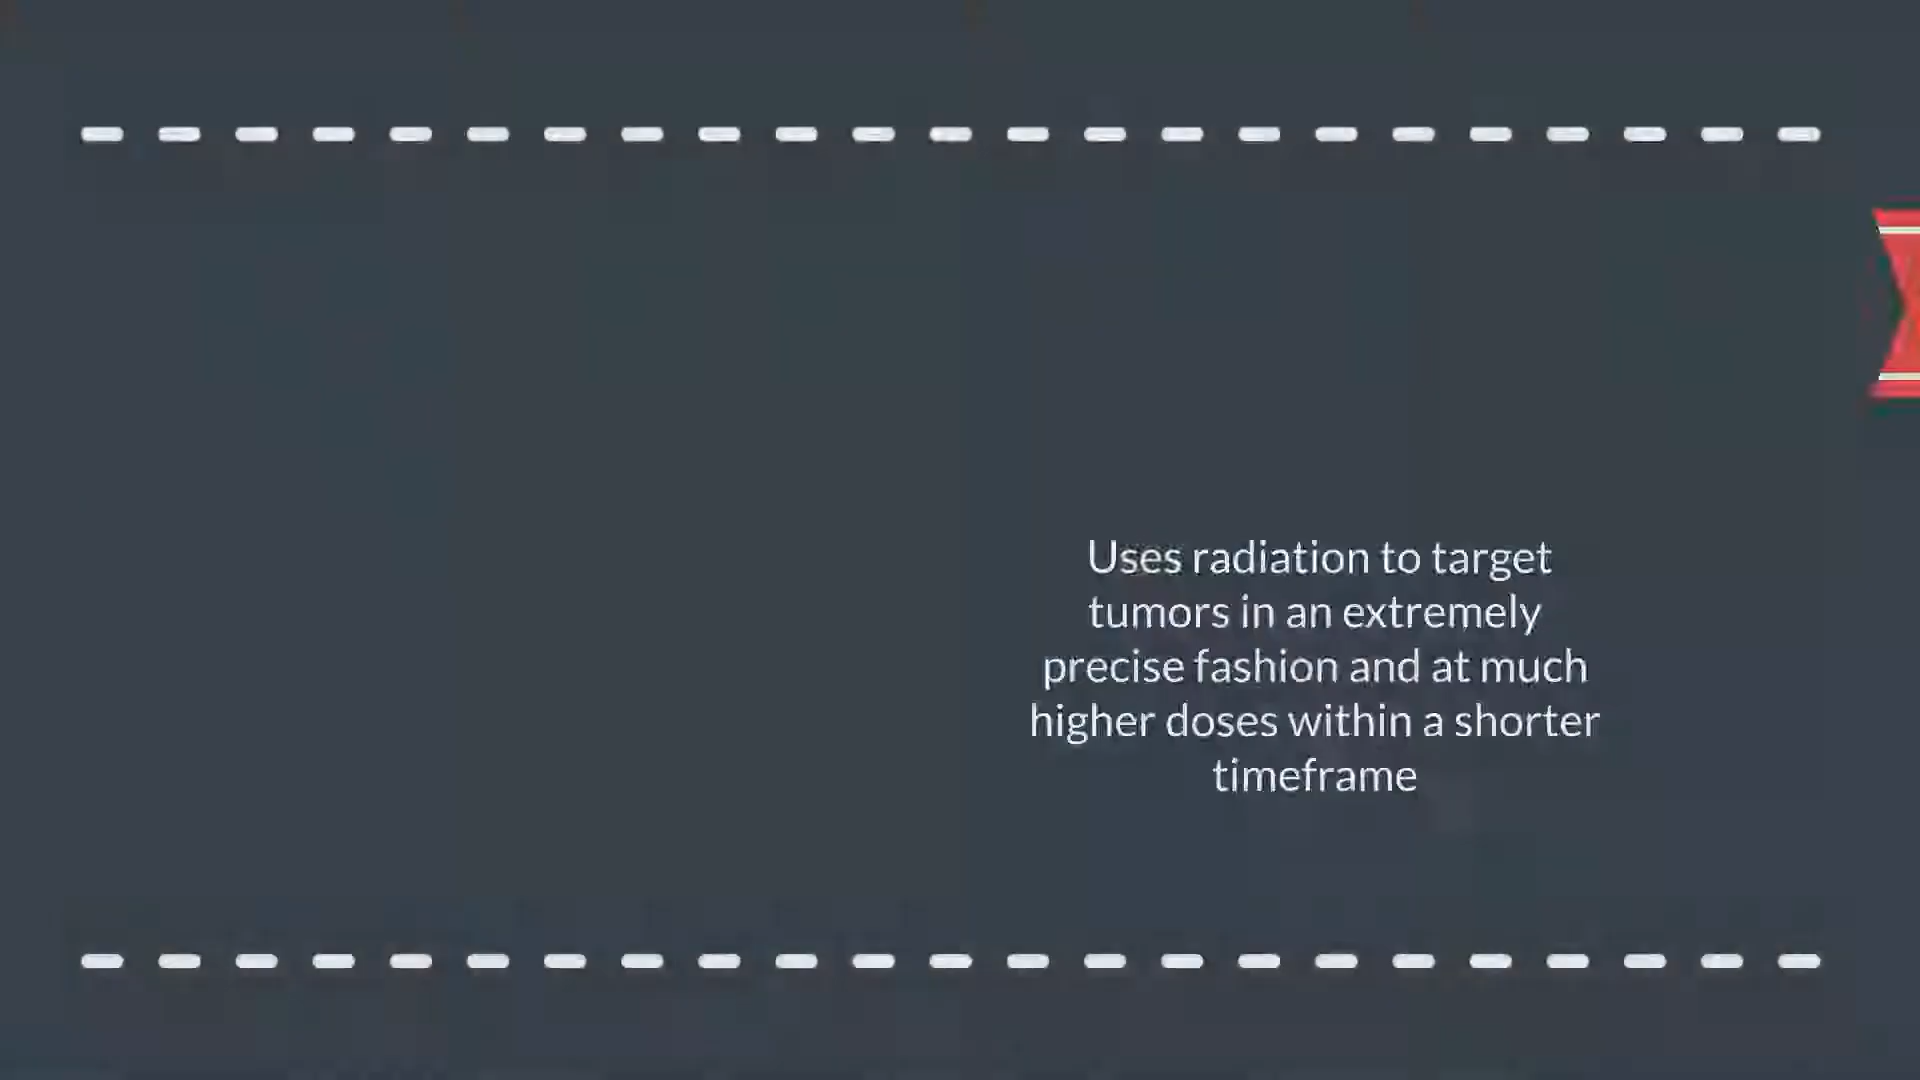 Uses radiation to target
tumors in an extremely
precise fashion and at much
higher doses within a shorter
timeframe